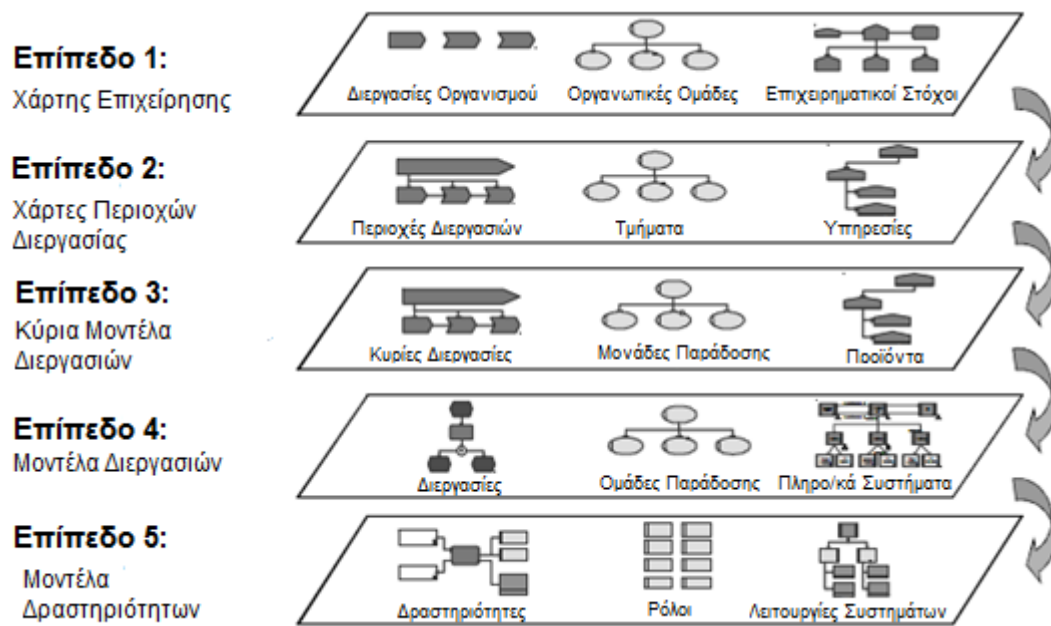 Επίπεδο 1:
Χάρτης Επιχείρησης
Διεργασίες Οργανισμού
Οργανωτικές Ομάδες
Επιχειρηματικοί Στόχοι
Επίπεδο 2:
Χάρτες Περιοχών
Διεργασίας
Περιοχές Διεργασιών
Τμήματα
Υπηρεσίες
Επίπεδο 3:
Κύρια Μοντέλα
Διεργασιών
Κυρίες Διεργασίες
Μονάδες Παράδοσης
Προϊόντα
Επίπεδο 4:
Μοντέλα Διεργασιών
Διεργασίες
Ομάδες Παράδοσης
Πληρο/κά Συστήματα
Επίπεδο 5:
Μοντέλα
Δραστηριότητων
Δραστηριότητες
Ρόλοι
Λειτουργίες Συστημάτων